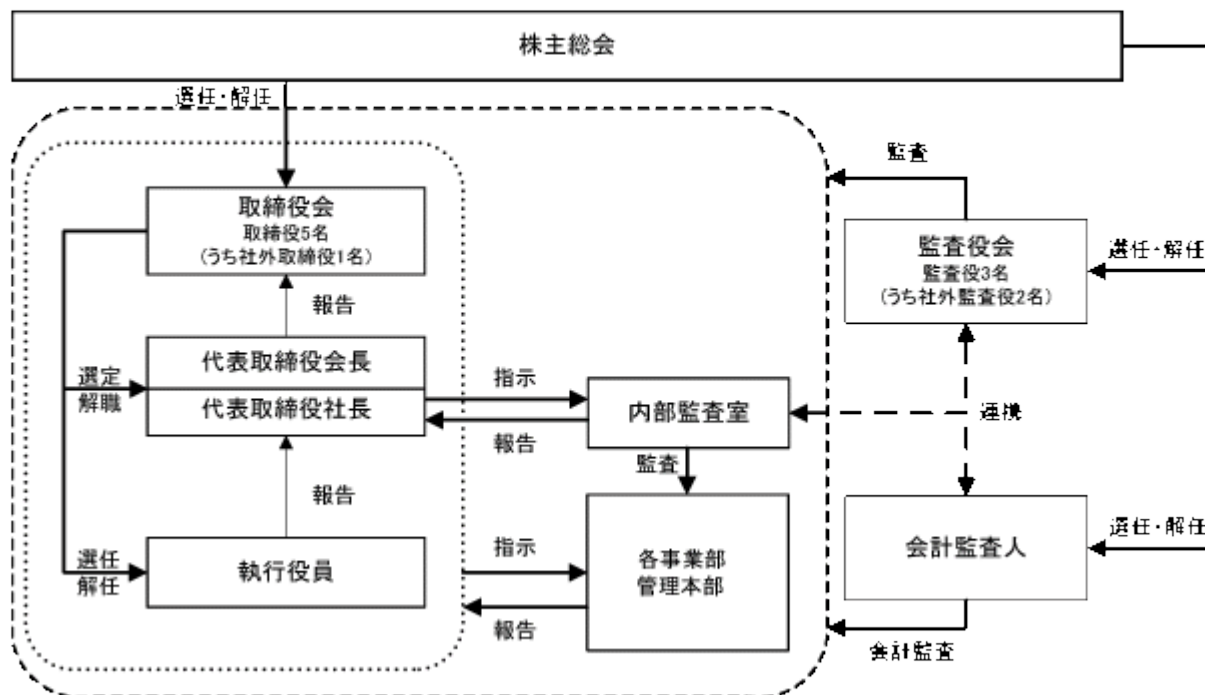 株主総会
選任・解任
監査
取締役会
取締役5名
(うち社外取締役1名)
監査役会
監査役3名
(うち社外監査役2名)
選任・解任
報告
代表取締役会長
代表取締役社長
選定
解職
指示
報告
内部監査室
連携
監査
報告
執行役員
選任
解任
指示
報告
各事業部
管理本部
会計監査人
選任・解任
会計監査